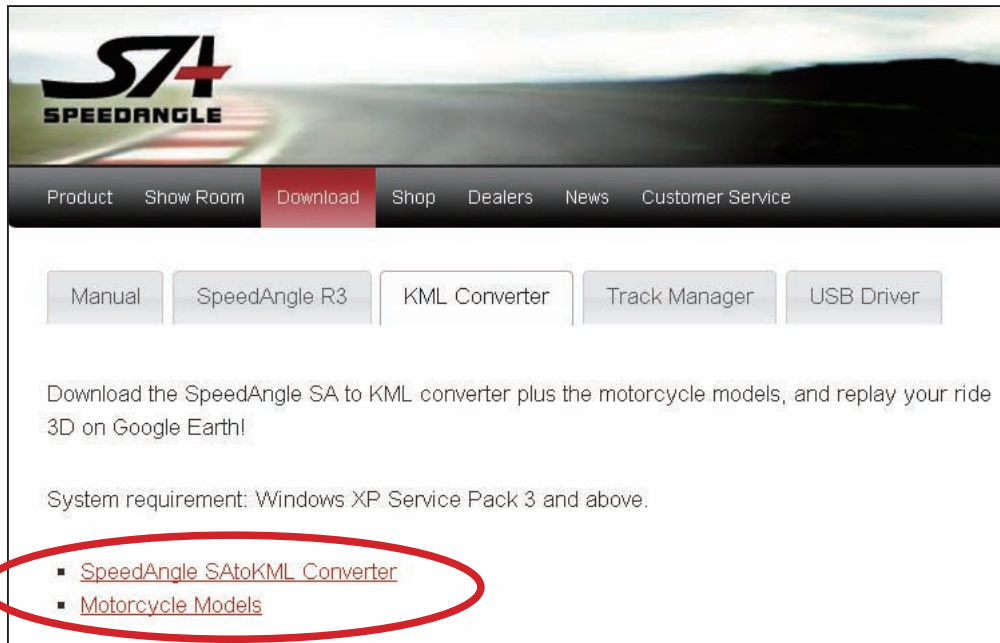 SA
SPEEDANGLE
Product Show Room Download Shop Dealers News Customer Service
Manual SpeedAngle R3 KML Converter Track Manager USB Driver
Download the SpeedAngle SA to KML converter plus the motorcycle models, and replay your ride
3D on Google Earth!
System requirement: Windows XP Service Pack 3 and above.
SpeedAngle SAtoKML Converter
Motorcycle Models